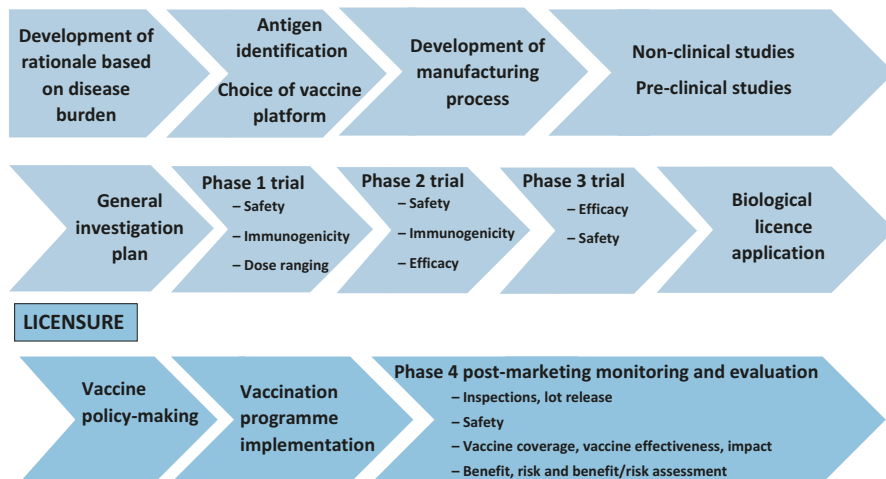 Development of
rationale based
on disease
burden
Antigen
identification
Choice of vaccine
platform
Development of
manufacturing
process
Non-clinical studies
Pre-clinical studies
General
investigation
plan
Phase 1 trial
– Safety
– Immunogenicity
– Dose ranging
Phase 2 trial
– Safety
– Immunogenicity
– Efficacy
Phase 3 trial
– Efficacy
– Safety
Biological
licence
application
LICENSURE
Vaccine
policy-making
Vaccination
programme
implementation
Phase 4 post-marketing monitoring and evaluation
– Inspections, lot release
– Safety
– Vaccine coverage, vaccine effectiveness, impact
– Benefit, risk and benefit/risk assessment